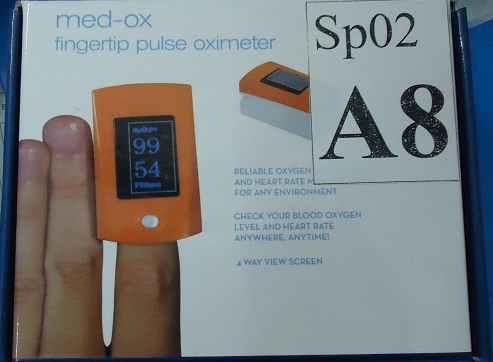 med-ox
fingertip pulse oximeter
Sp02
A8
99
54
RELIABLE OXYGEN
AND HEART RATE M
FOR ANY ENVIRONMENT
CHECK YOUR BLOOD OXYGEN
LEVEL AND HEART RATE
ANYWHERE, ANYTIME!
4 WAY VIEW SCREEN